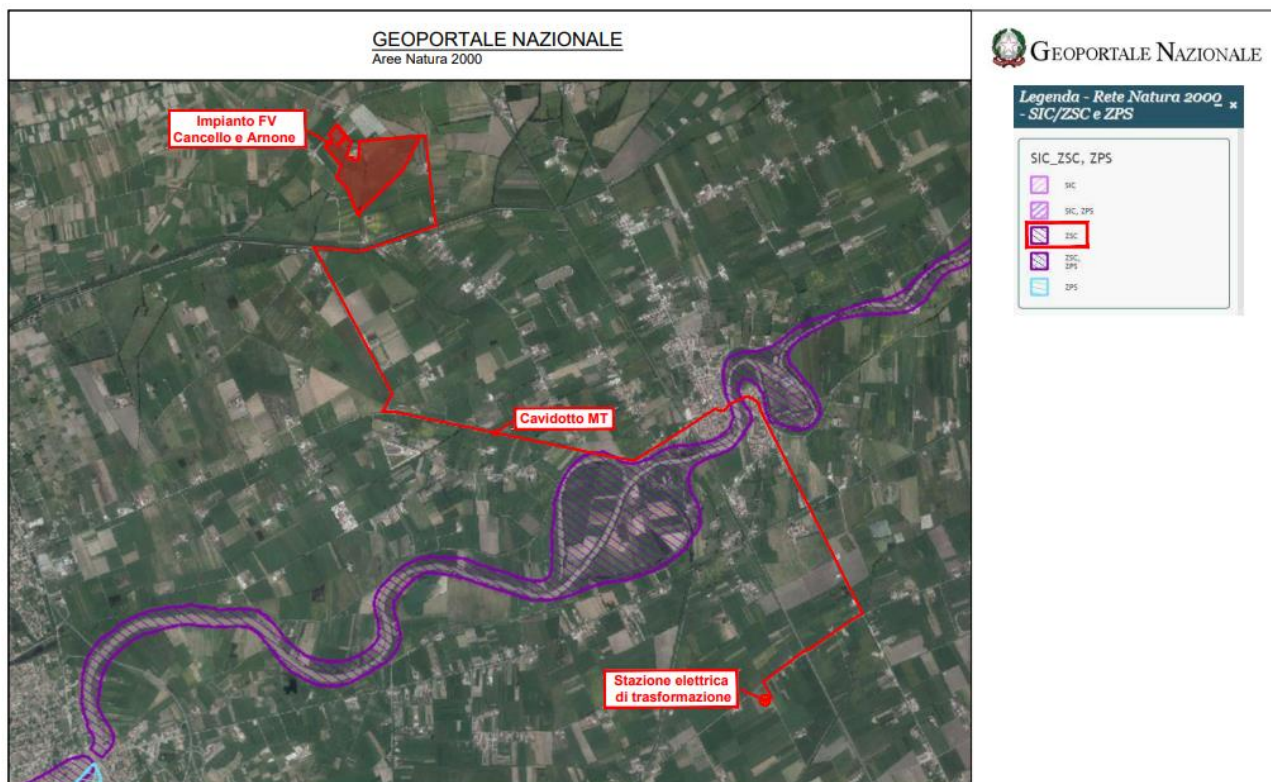 GEOPORTALE NAZIONALE
Aree Natura 2000
Impianto FV
Cancello e Arnone
Cavidotto MT
Stazione elettrica
di trasformazione
GEOPORTALE NAZIONALE
Legenda - Rete Natura 2000
- SIC/ZSC e ZPS
SIC_ZSC, ZPS
SIC
SIC, ZPS
ZSC
ZSC,
ZPS
ZPS